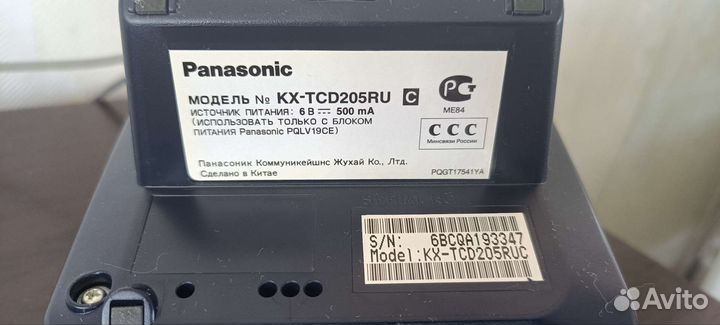 Panasonic
МОДЕЛЬ № KX-TCD205RU C
ИСТОЧНИК ПИТАНИЯ: 6 В 500 mA
(ИСПОЛЬЗОВАТЬ ТОЛЬКО С БЛОКОМ
ПИТАНИЯ Panasonic PQLV19CE)
Панасоник Коммуникейшнс Жухай Ко., Лтд.
Сделано в Китае
МЕ84
ССС
Минсвязи России
PQGT17541YA
S/N: 6BCQA193347
Model:KX-TCD205RUC
Avito